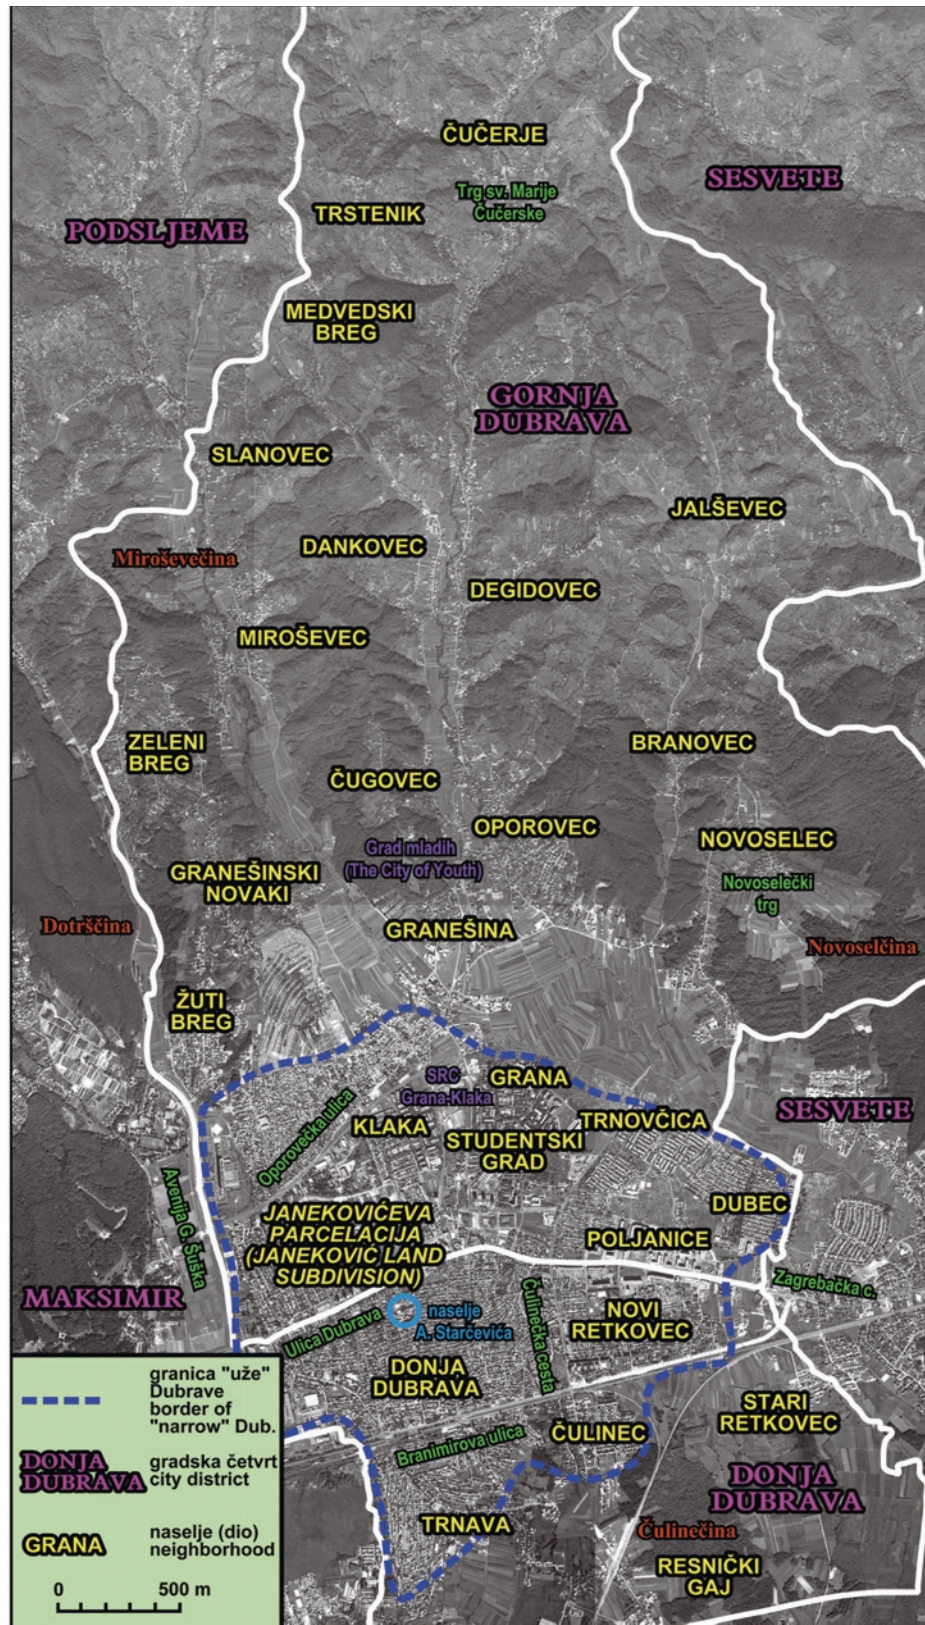 ČUČERJE
SESVETE
Trg sv. Marije
Čučerske
TRSTENIK
PODSLJEME
MEDVEDSKI
BREG
GORNJA
DUBRAVA
SLANOVEC
JALŠEVEC
DANKOVEC
Miroševečina
DEGIDOVEC
MIROŠEVEC
ZELENI
BREG
BRANOVEC
ČUGOVEC
OPOROVEC
NOVOSELEC
Grad mladih
(The City of Youth)
GRANEŠINSKI
NOVAKI
Novoselečki
trg
Dotrščina
GRANEŠINA
Novoselčina
ŽUTI
BREG
SRC
Grana-Klaka
GRANA
SESVETE
Oporovečka ulica
KLAKA
TRNOVČICA
STUDENTSKI
GRAD
Avenija G. Šuška
DUBEC
JANEKOVIĆEVA
PARCELACIJA
(JANEKOVIĆ LAND
SUBDIVISION)
POLJANICE
Zagrebačka c.
MAKSIMIR
Ulica Dubrava
naselje
A. Starčevića
Čulinečka cesta
NOVI
RETKOVEC
DONJA
DUBRAVA
STARI
RETKOVEC
Branimirova ulica
ČULINEC
DONJA
DUBRAVA
TRNAVA
Čulinečina
RESNIČKI
GAJ
granica "uže"
Dubrave
border of
"narrow" Dub.
DONJA
DUBRAVA
gradska četvrt
city district
GRANA
naselje (dio)
neighborhood
0 500 m